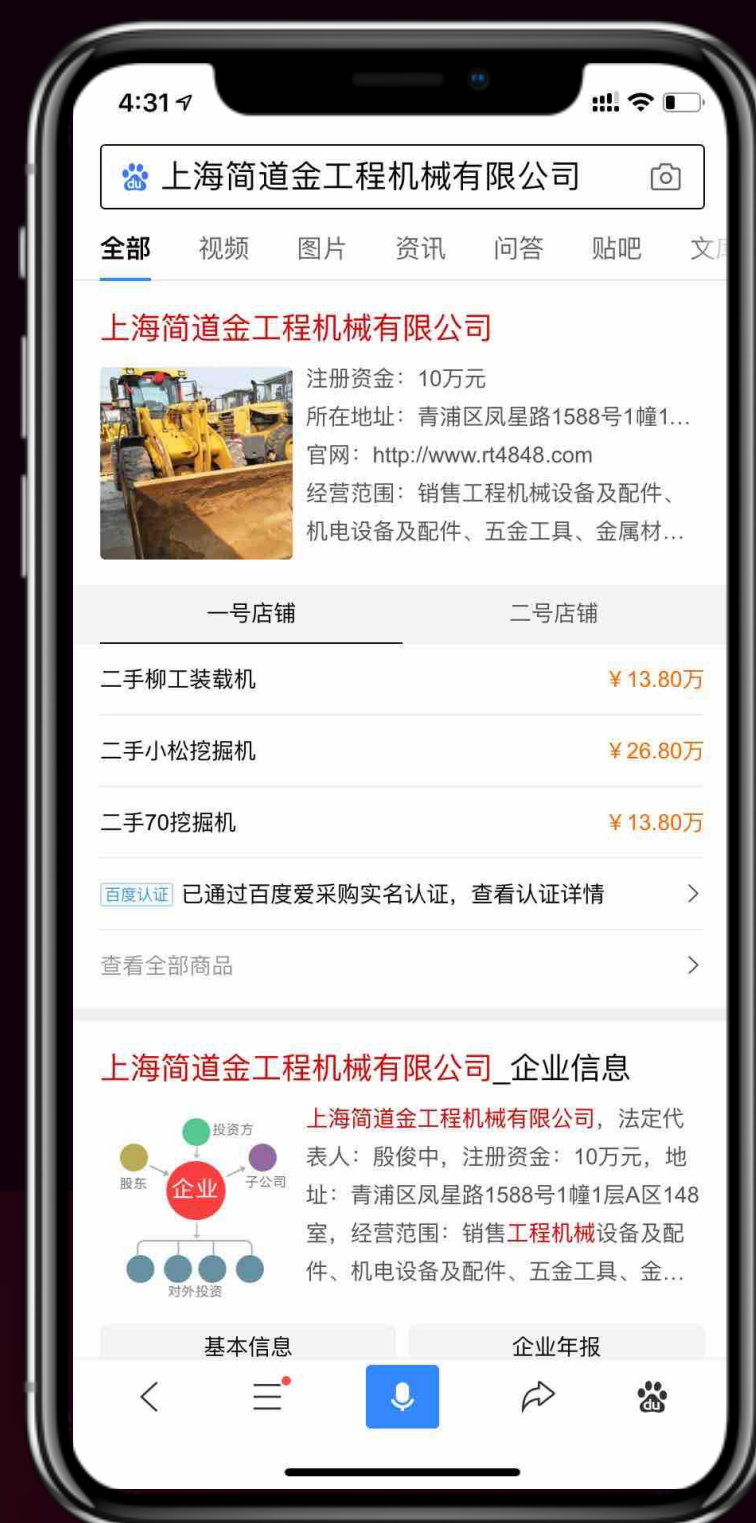 4:31
du 上海简道金工程机械有限公司
全部 视频 图片 资讯 问答 贴吧 文
上海简道金工程机械有限公司
注册资金：10万元
所在地址：青浦区凤星路1588号1幢1...
官网：http://www.rt4848.com
经营范围：销售工程机械设备及配件、
机电设备及配件、五金工具、金属材...
一号店铺 二号店铺
二手柳工装载机 ¥13.80万
二手小松挖掘机 ¥26.80万
二手70挖掘机 ¥13.80万
百度认证 已通过百度爱采购实名认证，查看认证详情
查看全部商品
上海简道金工程机械有限公司_企业信息
投资方
股东
企业
子公司
对外投资
上海简道金工程机械有限公司，法定代
表人：殷俊中，注册资金：10万元，地
址：青浦区凤星路1588号1幢1层A区148
室，经营范围：销售工程机械设备及配
件、机电设备及配件、五金工具、金...
基本信息 企业年报
du